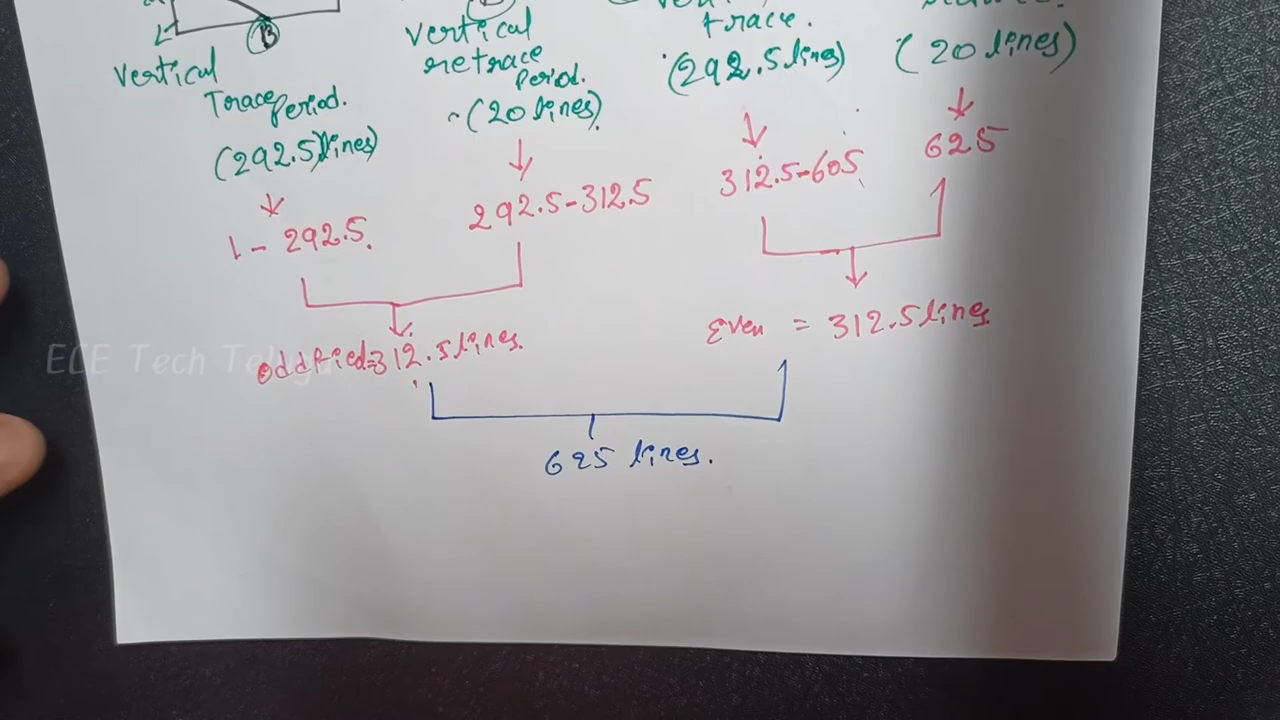 B
L
Vertical
Trace Period.
(292.5) lines)
1 - 292.5.
Vertical
retrace
Period.
(20 lines)
292.5-312.5
trace.
(292.5 lines)
312.5-605
(20 lines)
625
oddfied=312.5 lines.
Even = 312.5 lines
625 lines.
ECE Tech Telugu